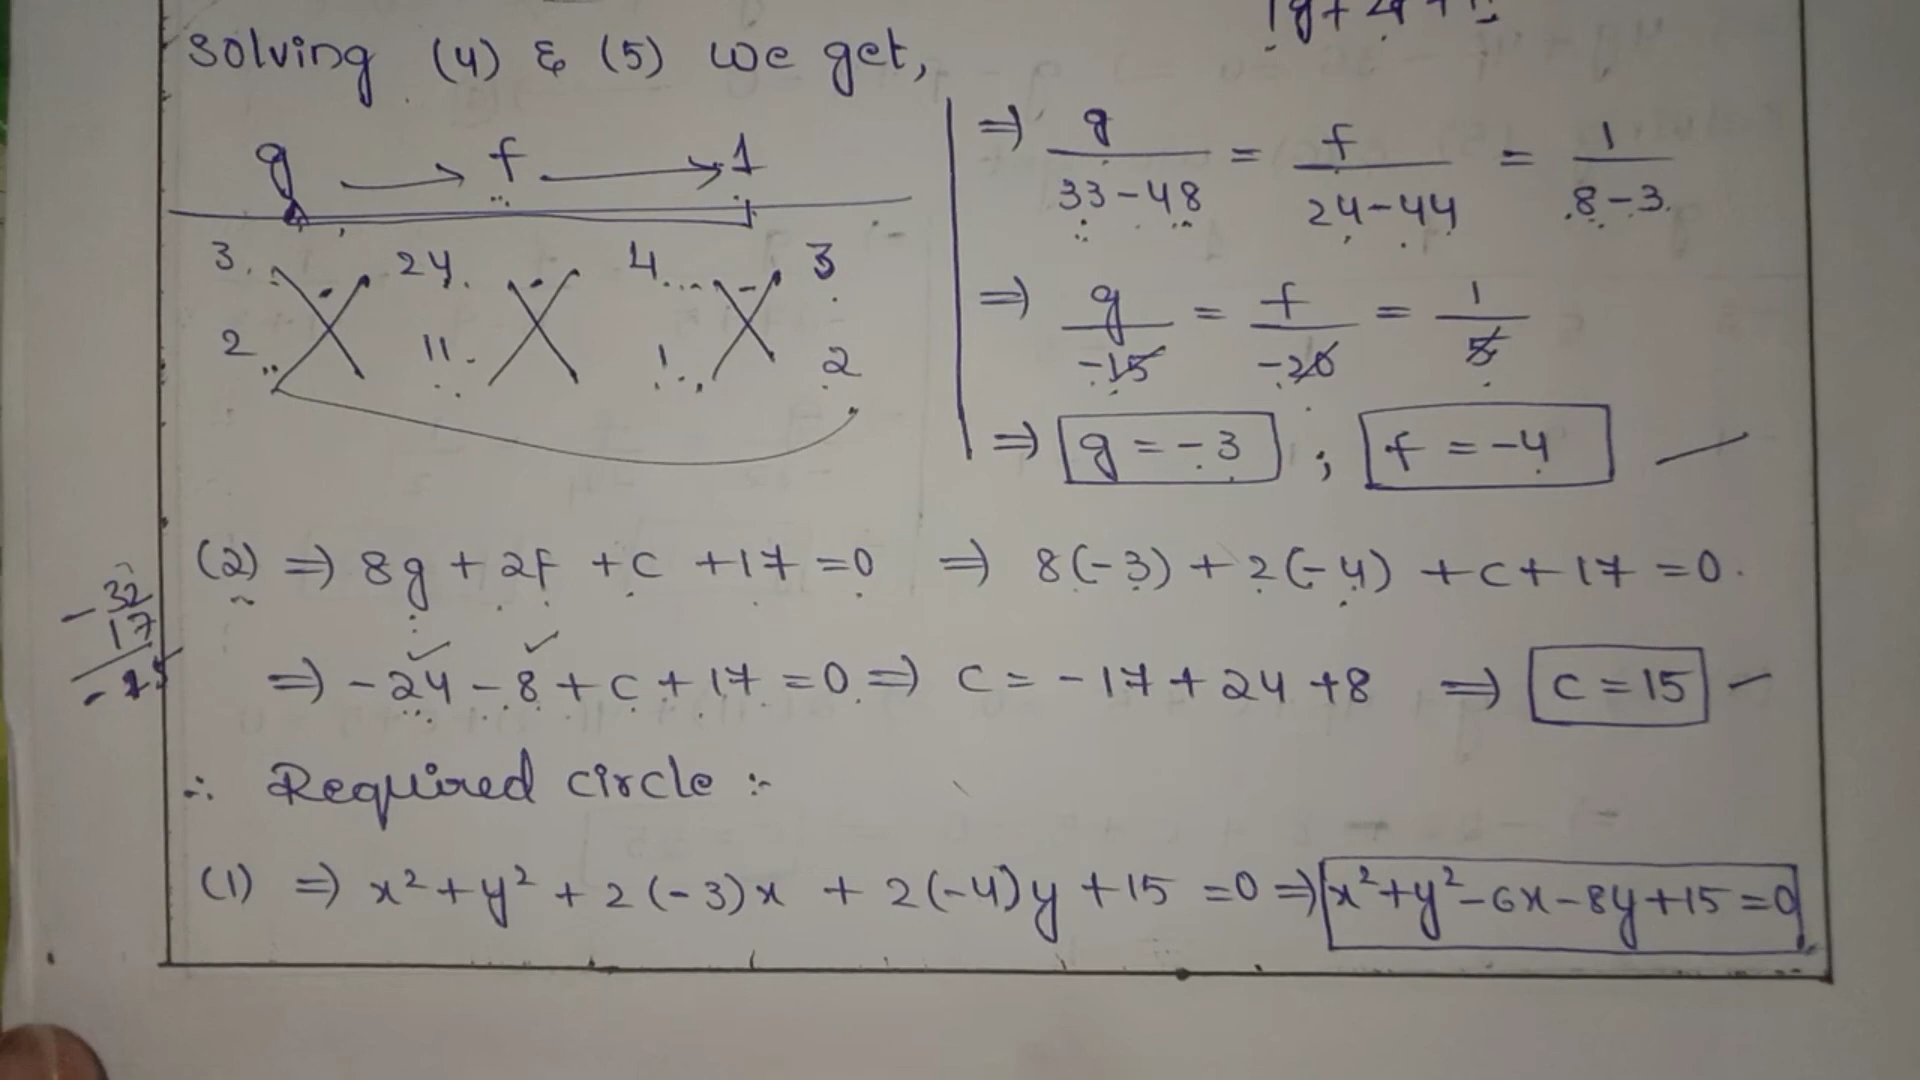 Solving (4) & (5) we get,
g → f → 1
3 24 4 3
2 11 1 2
⇒ g/33-48 = f/24-44 = 1/8-3
⇒ g/-15 = f/-20 = 1/5
⇒ g = -3 ; f = -4
(2) ⇒ 8g + 2f + c + 17 = 0 ⇒ 8(-3) + 2(-4) + c + 17 = 0.
⇒ -24 - 8 + c + 17 = 0 ⇒ c = -17 + 24 + 8 ⇒ c = 15
32
17
∴ Required circle :-
(1) ⇒ x² + y² + 2(-3)x + 2(-4)y + 15 = 0 ⇒ x² + y² - 6x - 8y + 15 = 0